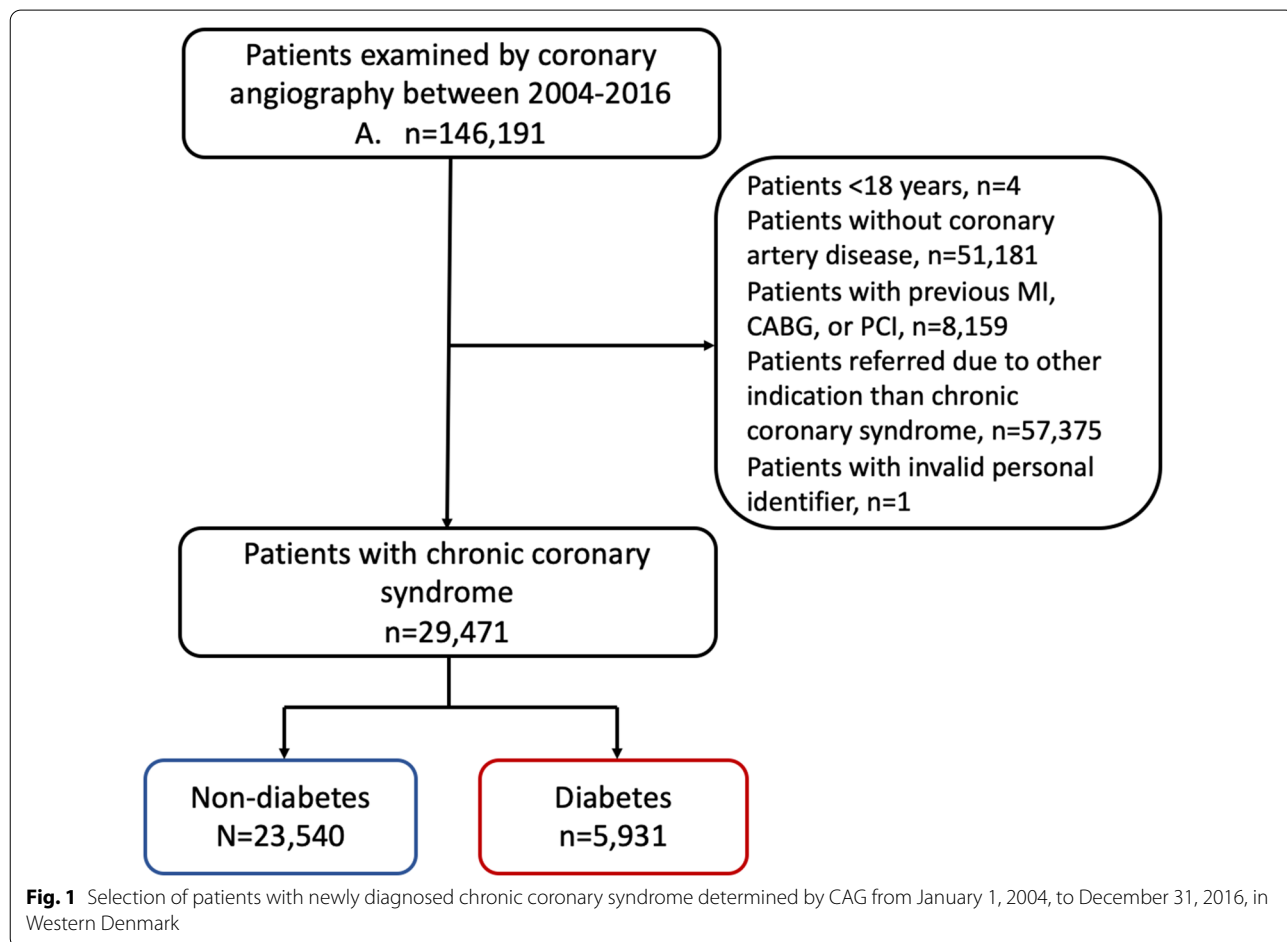 Patients examined by coronary
angiography between 2004-2016
A. n=146,191
Patients <18 years, n=4
Patients without coronary
artery disease, n=51,181
Patients with previous MI,
CABG, or PCI, n=8,159
Patients referred due to other
indication than chronic
coronary syndrome, n=57,375
Patients with invalid personal
identifier, n=1
Patients with chronic coronary
syndrome
n=29,471
Non-diabetes
N=23,540
Diabetes
n=5,931
Fig. 1 Selection of patients with newly diagnosed chronic coronary syndrome determined by CAG from January 1, 2004, to December 31, 2016, in
Western Denmark